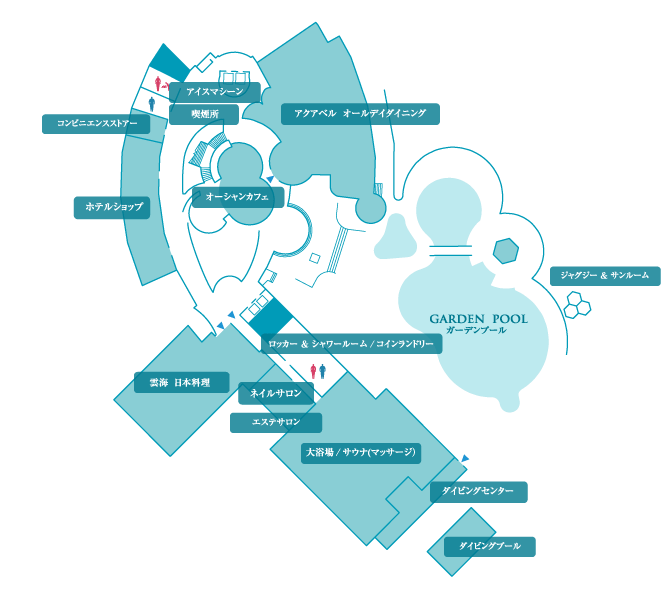 アイスマシーン
喫煙所
アクアベル オールデイダイニング
コンビニエンスストアー
オーシャンカフェ
ホテルショップ
ジャグジー & サンルーム
GARDEN POOL
ガーデンプール
ロッカー & シャワールーム / コインランドリー
雲海 日本料理
ネイルサロン
エステサロン
大浴場 / サウナ(マッサージ)
ダイビングセンター
ダイビングプール